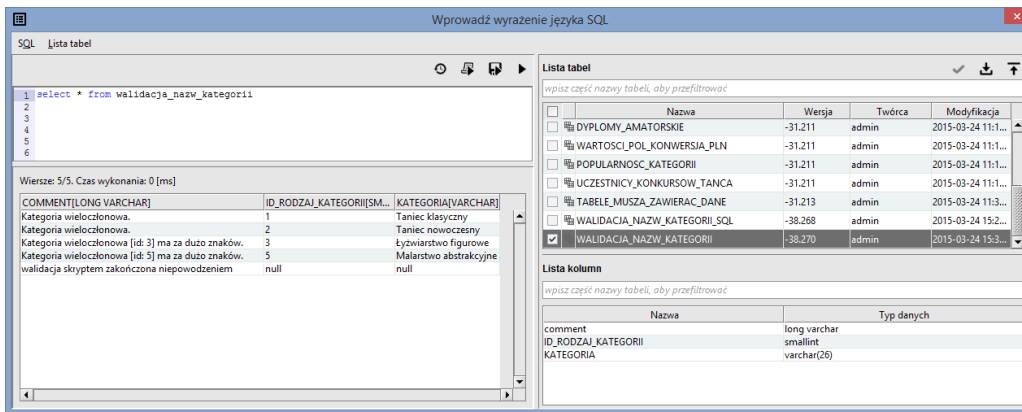 Wprowadź wyrażenie języka SQL
SQL Lista tabel
1 select * from walidacja_nazw_kategorii
2
3
4
5
6
Wiersze: 5/5. Czas wykonania: 0 [ms]
COMMENT[LONG VARCHAR] ID_RODZAJ_KATEGORII[SM... KATEGORIA[VARCHAR]
Kategoria wieloczłonowa. 1 Taniec klasyczny
Kategoria wieloczłonowa. 2 Taniec nowoczesny
Kategoria wieloczłonowa [id: 3] ma za dużo znaków. 3 Łyżwiarstwo figurowe
Kategoria wieloczłonowa [id: 5] ma za dużo znaków. 5 Malarstwo abstrakcyjne
walidacja skryptem zakończona niepowodzeniem null null
Lista tabel
wpisz część nazwy tabeli, aby przefiltrować
Nazwa Wersja Twórca Modyfikacja
DYPLOMY_AMATORSKIE -31.211 admin 2015-03-24 11:1...
WARTOSCI_POL_KONWERSJA_PLN -31.211 admin 2015-03-24 11:1...
POPULARNOSC_KATEGORII -31.211 admin 2015-03-24 11:1...
UCZESTNICY_KONKURSOW_TANCA -31.211 admin 2015-03-24 11:1...
TABELE_MUSZA_ZAWIERAC_DANE -31.213 admin 2015-03-24 11:3...
WALIDACJA_NAZW_KATEGORII_SQL -38.268 admin 2015-03-24 15:2...
WALIDACJA_NAZW_KATEGORII -38.270 admin 2015-03-24 15:3...
Lista kolumn
wpisz część nazwy tabeli, aby przefiltrować
Nazwa Typ danych
comment long varchar
ID_RODZAJ_KATEGORII smallint
KATEGORIA varchar(26)